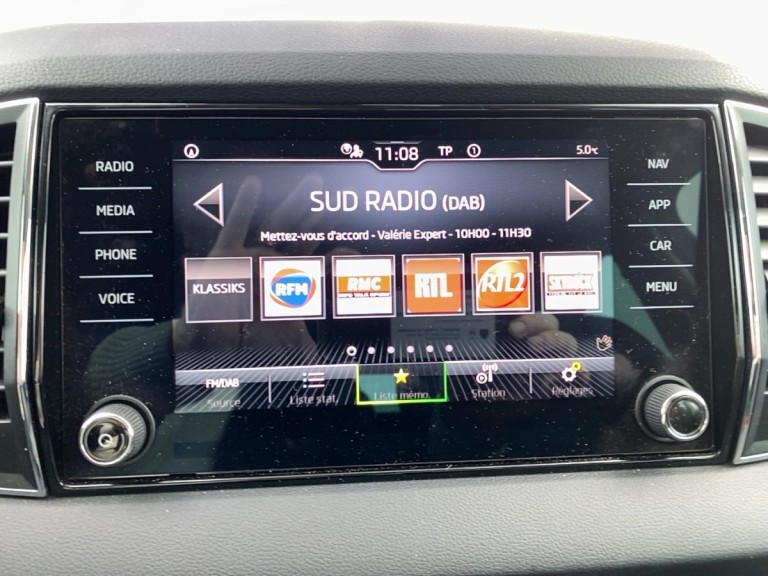 11:08 TP 1 5.0°C
RADIO
MEDIA
PHONE
VOICE
SUD RADIO (DAB)
Mettez-vous d'accord - Valérie Expert - 10H00 - 11H30
KLASSIKS RFM RMC RTL RTL2 SKYROCK
FM/DAB
Source
Liste stat.
Liste mémo.
Station
Réglages
NAV
APP
CAR
MENU